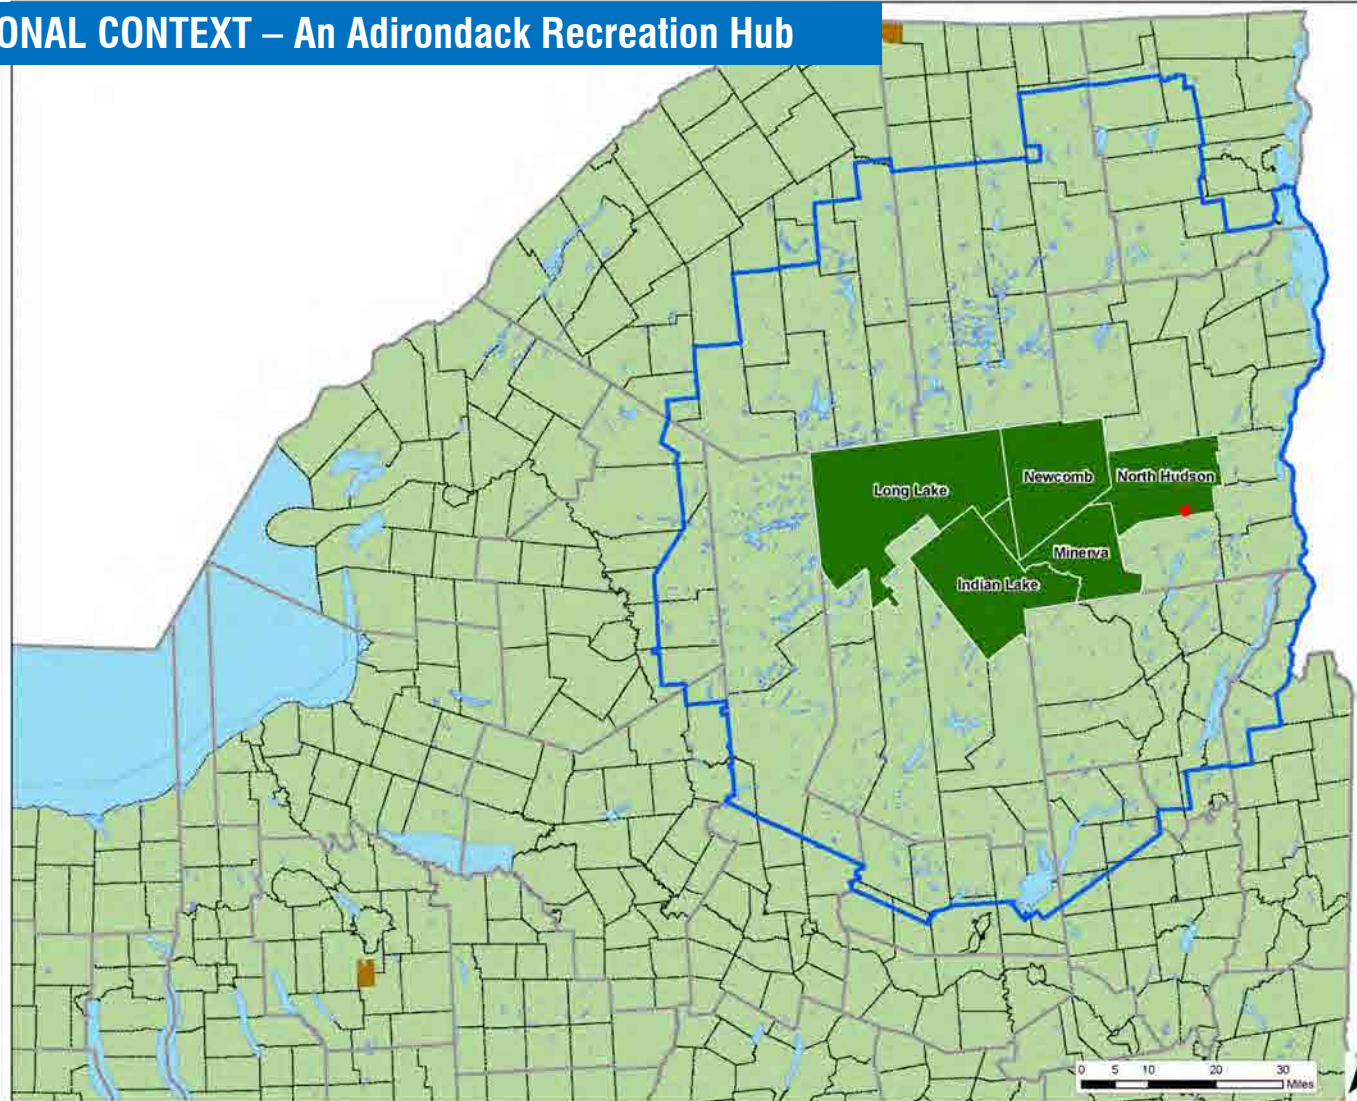 ONAL CONTEXT – An Adirondack Recreation Hub
Long Lake
Newcomb
North Hudson
Minerva
Indian Lake
0 5 10 20 30
Miles